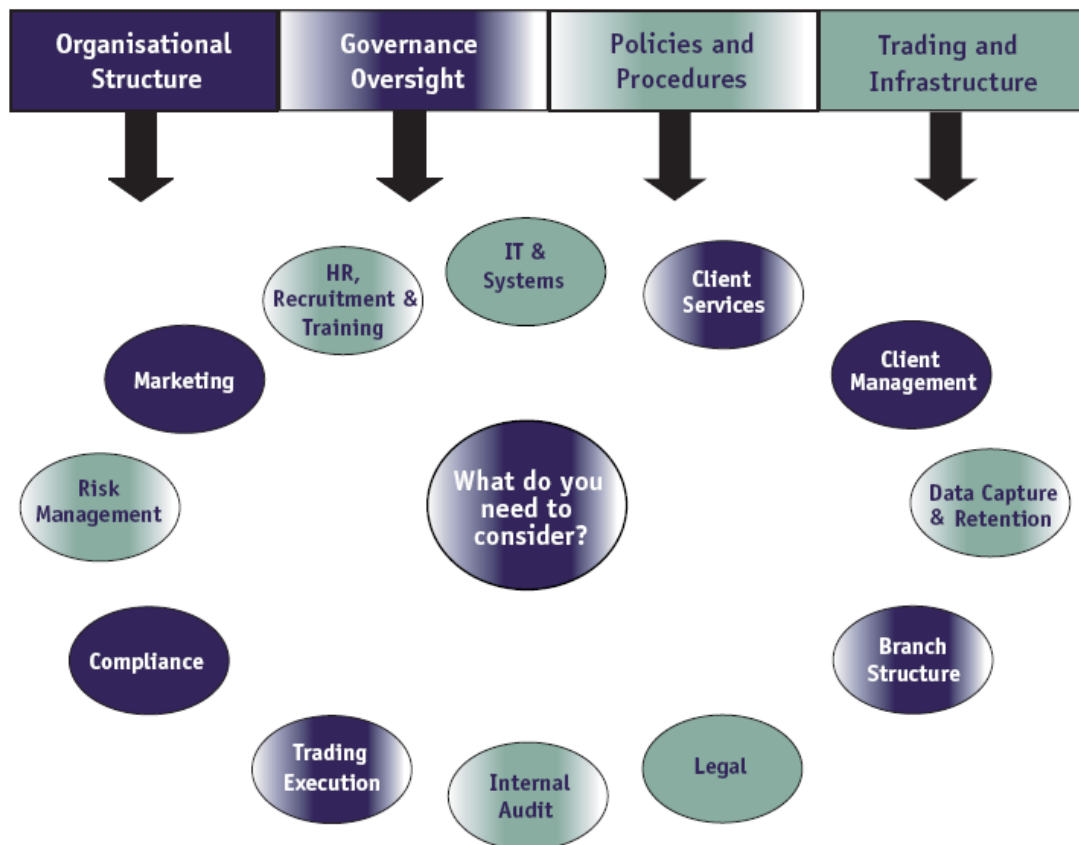 Organisational
Structure
Governance
Oversight
Policies and
Procedures
Trading and
Infrastructure
IT &
Systems
HR,
Recruitment &
Training
Client
Services
Marketing
Client
Management
Risk
Management
What do you
need to
consider?
Data Capture
& Retention
Compliance
Branch
Structure
Trading
Execution
Internal
Audit
Legal